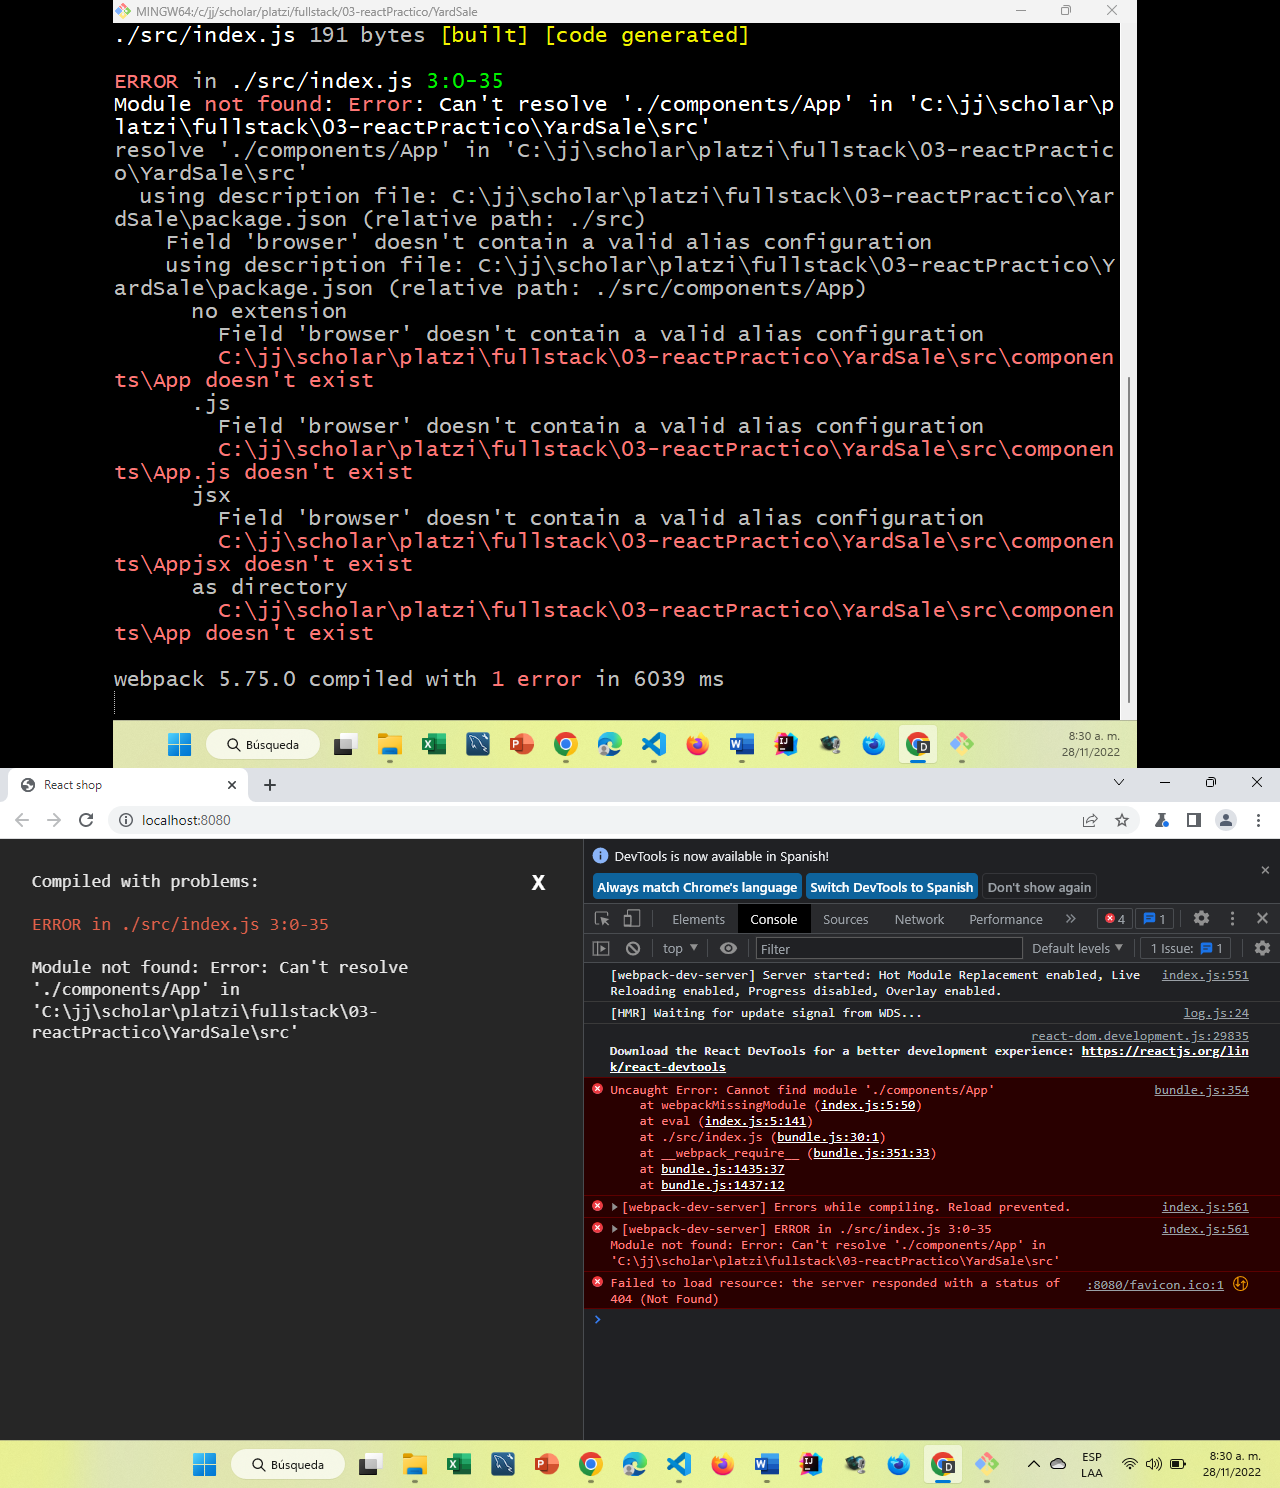 MINGW64:/c/jj/scholar/platzi/fullstack/03-reactPractico/YardSale
./src/index.js 191 bytes [built] [code generated]
ERROR in ./src/index.js 3:0-35
Module not found: Error: Can't resolve './components/App' in 'C:\jj\scholar\p
latzi\fullstack\03-reactPractico\YardSale\src'
resolve './components/App' in 'C:\jj\scholar\platzi\fullstack\03-reactPractic
o\YardSale\src'
using description file: C:\jj\scholar\platzi\fullstack\03-reactPractico\Yar
dSale\package.json (relative path: ./src)
Field 'browser' doesn't contain a valid alias configuration
using description file: C:\jj\scholar\platzi\fullstack\03-reactPractico\Y
ardSale\package.json (relative path: ./src/components/App)
no extension
Field 'browser' doesn't contain a valid alias configuration
C:\jj\scholar\platzi\fullstack\03-reactPractico\YardSale\src\componen
ts\App doesn't exist
.js
Field 'browser' doesn't contain a valid alias configuration
C:\jj\scholar\platzi\fullstack\03-reactPractico\YardSale\src\componen
ts\App.js doesn't exist
jsx
Field 'browser' doesn't contain a valid alias configuration
C:\jj\scholar\platzi\fullstack\03-reactPractico\YardSale\src\componen
ts\Appjsx doesn't exist
as directory
C:\jj\scholar\platzi\fullstack\03-reactPractico\YardSale\src\componen
ts\App doesn't exist
webpack 5.75.0 compiled with 1 error in 6039 ms
Búsqueda
8:30 a. m.
28/11/2022
React shop
localhost:8080
Compiled with problems:
X
ERROR in ./src/index.js 3:0-35
Module not found: Error: Can't resolve
'./components/App' in
'C:\jj\scholar\platzi\fullstack\03-
reactPractico\YardSale\src'
DevTools is now available in Spanish!
Always match Chrome's language Switch DevTools to Spanish Don't show again
Elements Console Sources Network Performance » 4 1
top Filter Default levels 1 Issue: 1
[webpack-dev-server] Server started: Hot Module Replacement enabled, Live index.js:551
Reloading enabled, Progress disabled, Overlay enabled.
[HMR] Waiting for update signal from WDS... log.js:24
react-dom.development.js:29835
Download the React DevTools for a better development experience: https://reactjs.org/lin
k/react-devtools
Uncaught Error: Cannot find module './components/App' bundle.js:354
at webpackMissingModule (index.js:5:50)
at eval (index.js:5:141)
at ./src/index.js (bundle.js:30:1)
at __webpack_require__ (bundle.js:351:33)
at bundle.js:1435:37
at bundle.js:1437:12
[webpack-dev-server] Errors while compiling. Reload prevented. index.js:561
[webpack-dev-server] ERROR in ./src/index.js 3:0-35 index.js:561
Module not found: Error: Can't resolve './components/App' in
'C:\jj\scholar\platzi\fullstack\03-reactPractico\YardSale\src'
Failed to load resource: the server responded with a status of :8080/favicon.ico:1
404 (Not Found)
Búsqueda
ESP
LAA
8:30 a. m.
28/11/2022